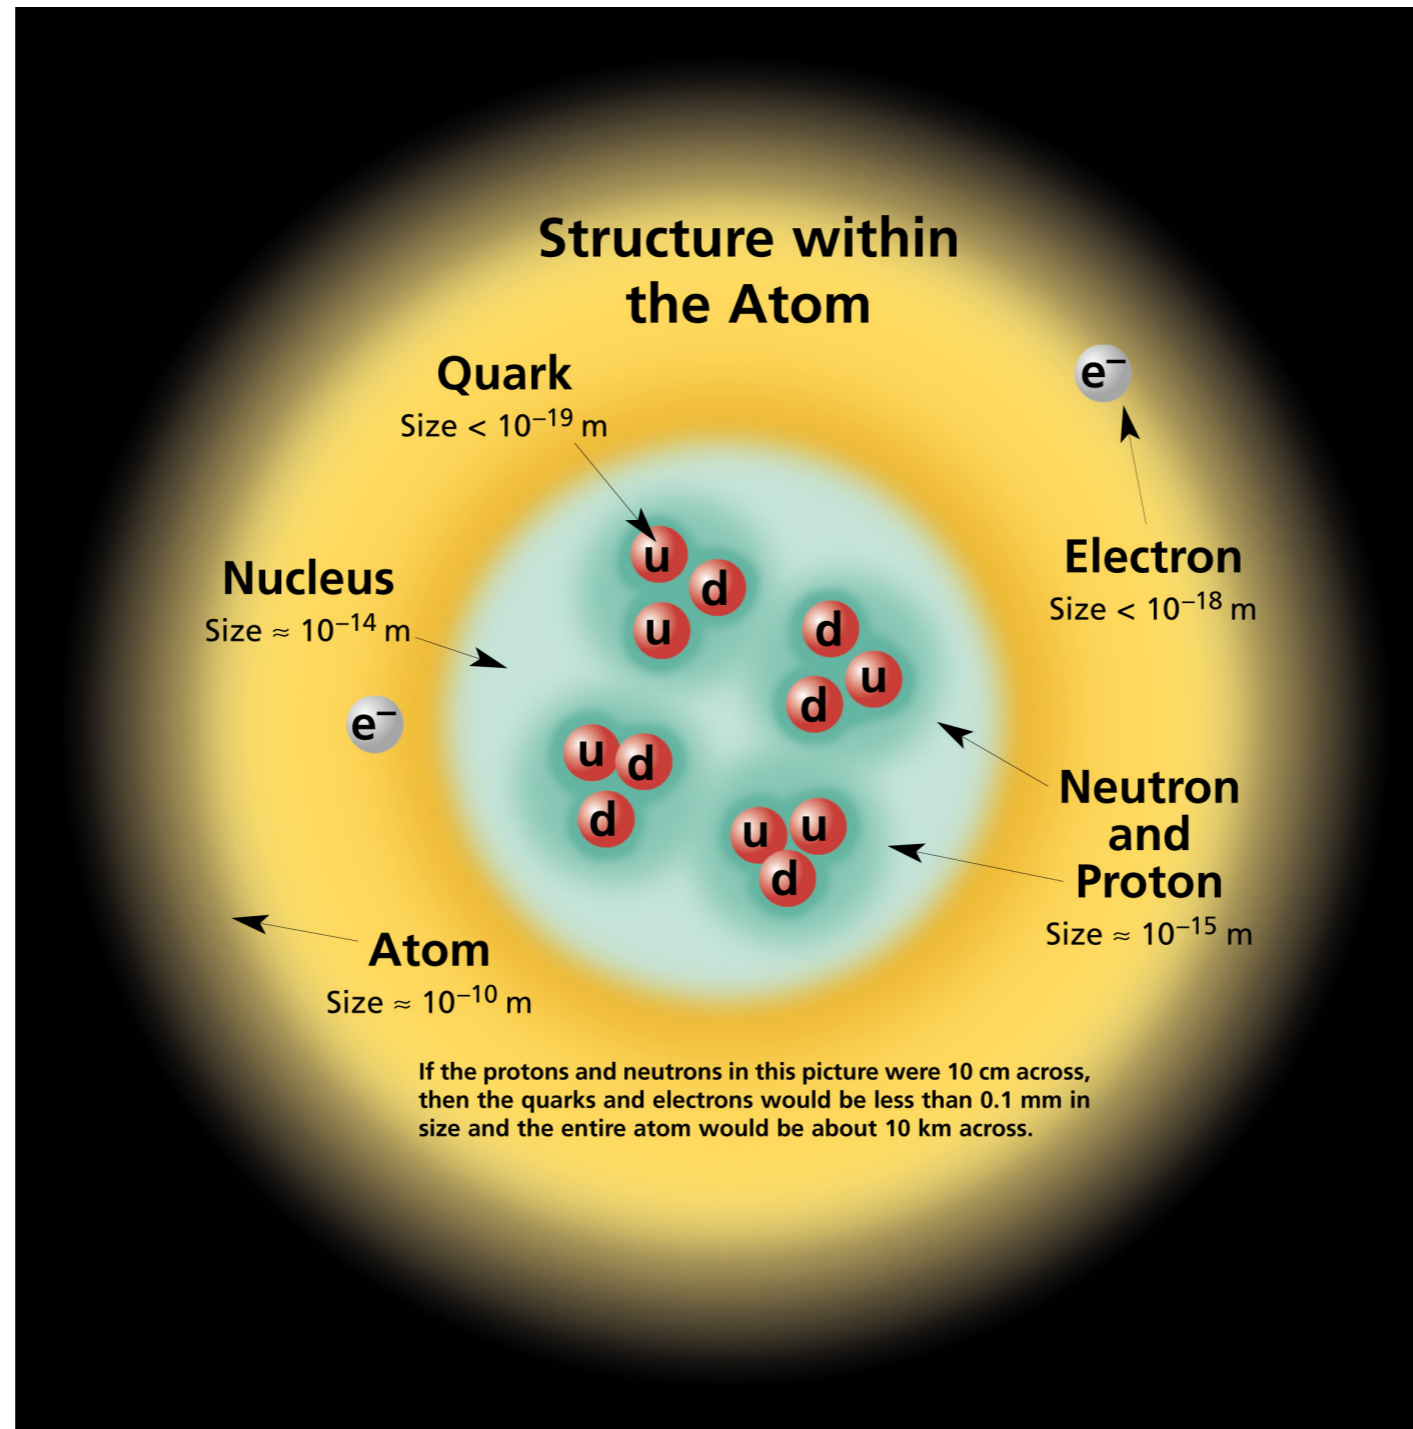 Structure within
the Atom
Quark
Size < 10⁻¹⁹ m
e⁻
Nucleus
Size ≈ 10⁻¹⁴ m
Electron
Size < 10⁻¹⁸ m
u
d
u
d
u
d
e⁻
u
d
d
u
u
d
Neutron
and
Proton
Size ≈ 10⁻¹⁵ m
Atom
Size ≈ 10⁻¹⁰ m
If the protons and neutrons in this picture were 10 cm across,
then the quarks and electrons would be less than 0.1 mm in
size and the entire atom would be about 10 km across.